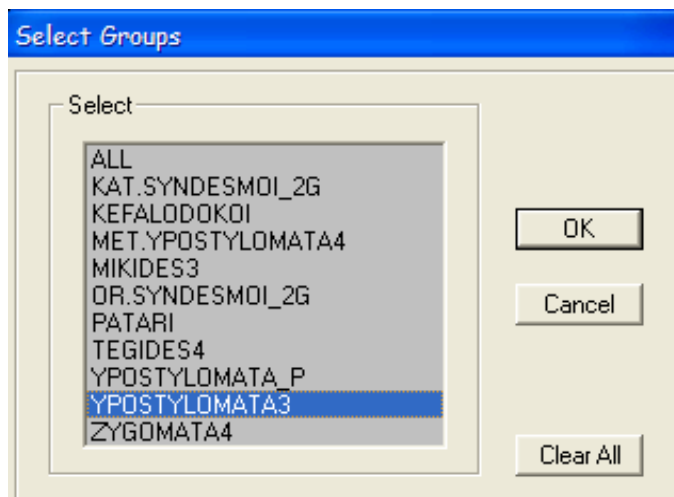 Select Groups
Select
ALL
KAT.SYNDESMOI_2G
KEFALODOKOI
MET.YPOSTYLOMATA4
MIKIDES3
OR.SYNDESMOI_2G
PATARI
TEGIDES4
YPOSTYLOMATA_P
YPOSTYLOMATA3
ZYGOMATA4
OK
Cancel
Clear All